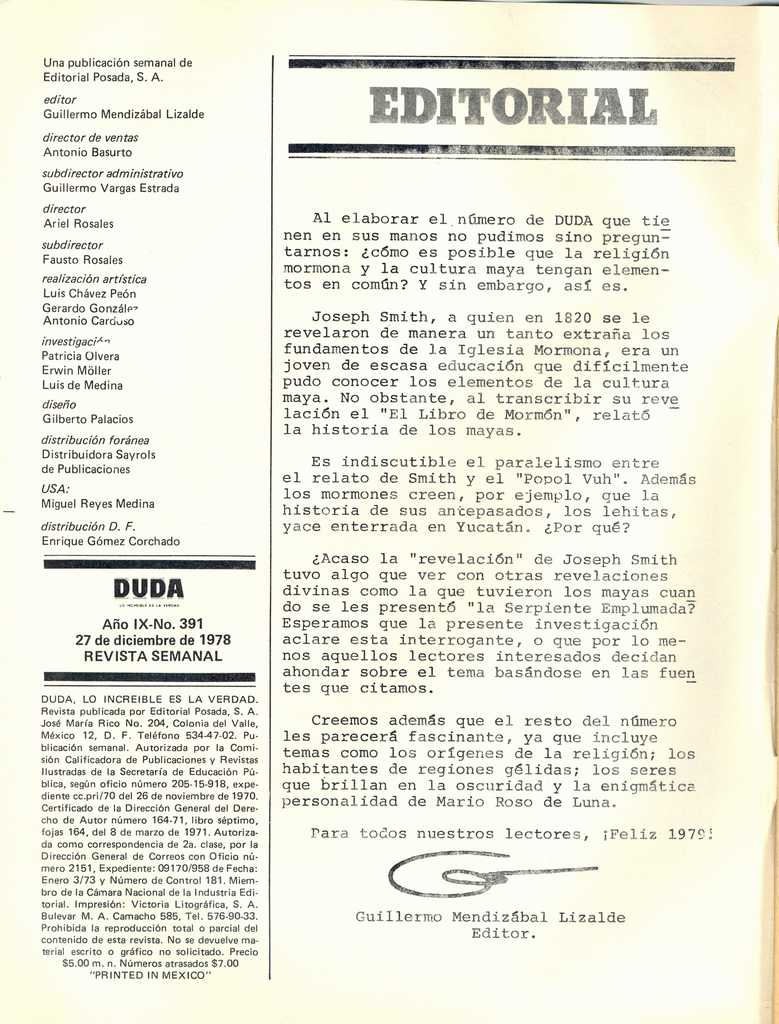 Una publicación semanal de
Editorial Posada, S. A.
editor
Guillermo Mendizábal Lizalde
director de ventas
Antonio Basurto
subdirector administrativo
Guillermo Vargas Estrada
director
Ariel Rosales
subdirector
Fausto Rosales
realización artística
Luis Chávez Peón
Gerardo González
Antonio Cardoso
investigación
Patricia Olvera
Erwin Möller
Luis de Medina
diseño
Gilberto Palacios
distribución foránea
Distribuidora Sayrols
de Publicaciones
USA:
Miguel Reyes Medina
distribución D. F.
Enrique Gómez Corchado
DUDA
LO INCREIBLE ES LA VERDAD
Año IX-No. 391
27 de diciembre de 1978
REVISTA SEMANAL
DUDA, LO INCREIBLE ES LA VERDAD.
Revista publicada por Editorial Posada, S. A.
José María Rico No. 204, Colonia del Valle,
México 12, D. F. Teléfono 534-47-02. Pu-
blicación semanal. Autorizada por la Comi-
sión Calificadora de Publicaciones y Revistas
Ilustradas de la Secretaría de Educación Pú-
blica, según oficio número 205-15-918, expe-
diente cc.pri/70 del 26 de noviembre de 1970.
Certificado de la Dirección General del Dere-
cho de Autor número 164-71, libro séptimo,
fojas 164, del 8 de marzo de 1971. Autoriza-
da como correspondencia de 2a. clase, por la
Dirección General de Correos con Oficio nú-
mero 2151, Expediente: 09170/958 de Fecha:
Enero 3/73 y Número de Control 181. Miem-
bro de la Cámara Nacional de la Industria Edi-
torial. Impresión: Victoria Litográfica, S. A.
Bulevar M. A. Camacho 585, Tel. 576-90-33.
Prohibida la reproducción total o parcial del
contenido de esta revista. No se devuelve ma-
terial escrito o gráfico no solicitado. Precio
$5.00 m. n. Números atrasados $7.00
"PRINTED IN MEXICO"
EDITORIAL
Al elaborar el número de DUDA que tie
nen en sus manos no pudimos sino pregun-
tarnos: ¿cómo es posible que la religión
mormona y la cultura maya tengan elemen-
tos en común? Y sin embargo, así es.
Joseph Smith, a quien en 1820 se le
revelaron de manera un tanto extraña los
fundamentos de la Iglesia Mormona, era un
joven de escasa educación que difícilmente
pudo conocer los elementos de la cultura
maya. No obstante, al transcribir su reve
lación el "El Libro de Mormón", relató
la historia de los mayas.
Es indiscutible el paralelismo entre
el relato de Smith y el "Popol Vuh". Además
los mormones creen, por ejemplo, que la
historia de sus antepasados, los lehitas,
yace enterrada en Yucatán. ¿Por qué?
¿Acaso la "revelación" de Joseph Smith
tuvo algo que ver con otras revelaciones
divinas como la que tuvieron los mayas cuan
do se les presentó "la Serpiente Emplumada?
Esperamos que la presente investigación
aclare esta interrogante, o que por lo me-
nos aquellos lectores interesados decidan
ahondar sobre el tema basándose en las fuen
tes que citamos.
Creemos además que el resto del número
les parecerá fascinante, ya que incluye
temas como los orígenes de la religión; los
habitantes de regiones gélidas; los seres
que brillan en la oscuridad y la enigmática
personalidad de Mario Roso de Luna.
Para todos nuestros lectores, ¡Feliz 1979!
Guillermo Mendizábal Lizalde
Editor.